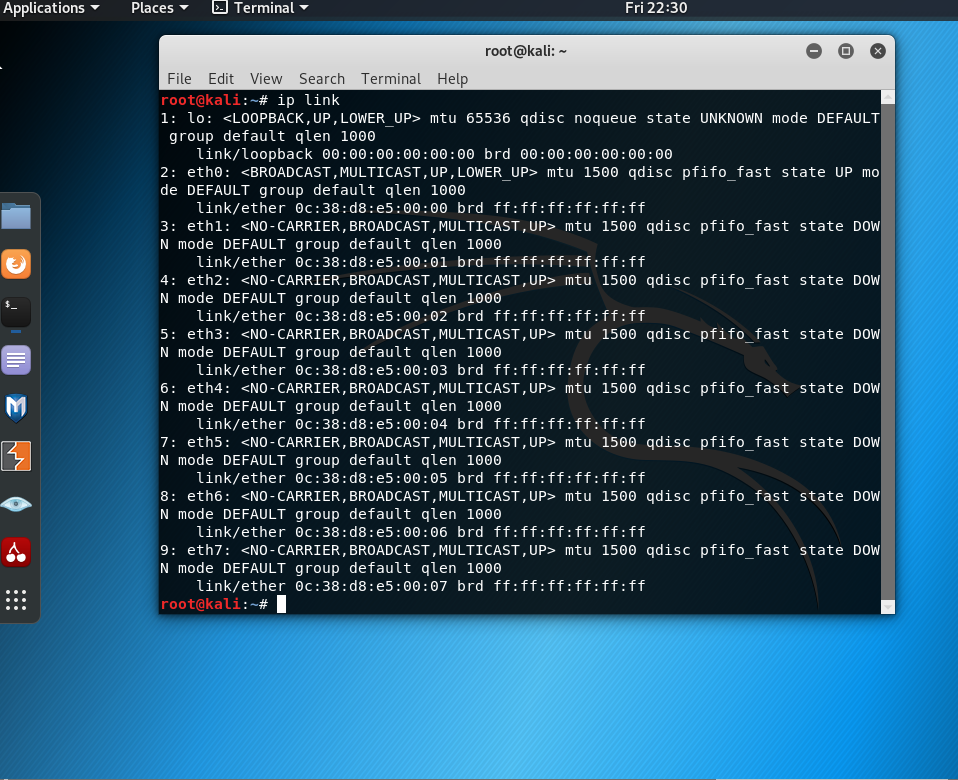 Applications Places Terminal Fri 22:30
root@kali: ~
File Edit View Search Terminal Help
root@kali:~# ip link
1: lo: <LOOPBACK,UP,LOWER_UP> mtu 65536 qdisc noqueue state UNKNOWN mode DEFAULT
 group default qlen 1000
    link/loopback 00:00:00:00:00:00 brd 00:00:00:00:00:00
2: eth0: <BROADCAST,MULTICAST,UP,LOWER_UP> mtu 1500 qdisc pfifo_fast state UP mo
de DEFAULT group default qlen 1000
    link/ether 0c:38:d8:e5:00:00 brd ff:ff:ff:ff:ff:ff
3: eth1: <NO-CARRIER,BROADCAST,MULTICAST,UP> mtu 1500 qdisc pfifo_fast state DOW
N mode DEFAULT group default qlen 1000
    link/ether 0c:38:d8:e5:00:01 brd ff:ff:ff:ff:ff:ff
4: eth2: <NO-CARRIER,BROADCAST,MULTICAST,UP> mtu 1500 qdisc pfifo_fast state DOW
N mode DEFAULT group default qlen 1000
    link/ether 0c:38:d8:e5:00:02 brd ff:ff:ff:ff:ff:ff
5: eth3: <NO-CARRIER,BROADCAST,MULTICAST,UP> mtu 1500 qdisc pfifo_fast state DOW
N mode DEFAULT group default qlen 1000
    link/ether 0c:38:d8:e5:00:03 brd ff:ff:ff:ff:ff:ff
6: eth4: <NO-CARRIER,BROADCAST,MULTICAST,UP> mtu 1500 qdisc pfifo_fast state DOW
N mode DEFAULT group default qlen 1000
    link/ether 0c:38:d8:e5:00:04 brd ff:ff:ff:ff:ff:ff
7: eth5: <NO-CARRIER,BROADCAST,MULTICAST,UP> mtu 1500 qdisc pfifo_fast state DOW
N mode DEFAULT group default qlen 1000
    link/ether 0c:38:d8:e5:00:05 brd ff:ff:ff:ff:ff:ff
8: eth6: <NO-CARRIER,BROADCAST,MULTICAST,UP> mtu 1500 qdisc pfifo_fast state DOW
N mode DEFAULT group default qlen 1000
    link/ether 0c:38:d8:e5:00:06 brd ff:ff:ff:ff:ff:ff
9: eth7: <NO-CARRIER,BROADCAST,MULTICAST,UP> mtu 1500 qdisc pfifo_fast state DOW
N mode DEFAULT group default qlen 1000
    link/ether 0c:38:d8:e5:00:07 brd ff:ff:ff:ff:ff:ff
root@kali:~#